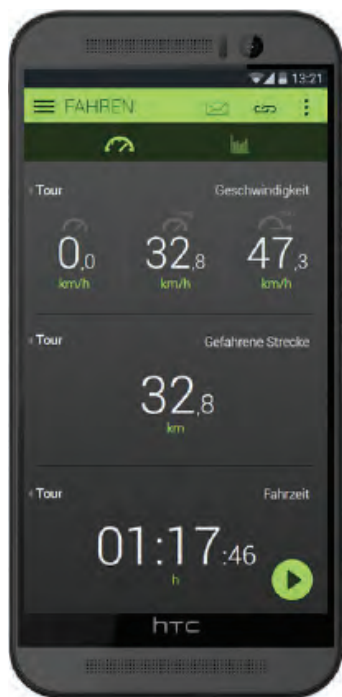 13:21
FAHREN
Tour Geschwindigkeit
0,0 32,8 47,3
km/h km/h km/h
Tour Gefahrene Strecke
32,8
km
Tour Fahrzeit
01:17:46
h
hTC